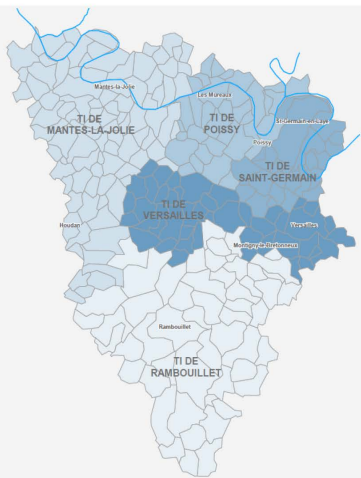 Mantes-la-Jolie
Les Mureaux
TI DE
MANTES-LA-JOLIE
TI DE
POISSY
St-Germain-en-Laye
Poissy
TI DE
SAINT-GERMAIN
TI DE
VERSAILLES
Houdan
Versailles
Montigny-le-Bretonneux
Rambouillet
TI DE
RAMBOUILLET